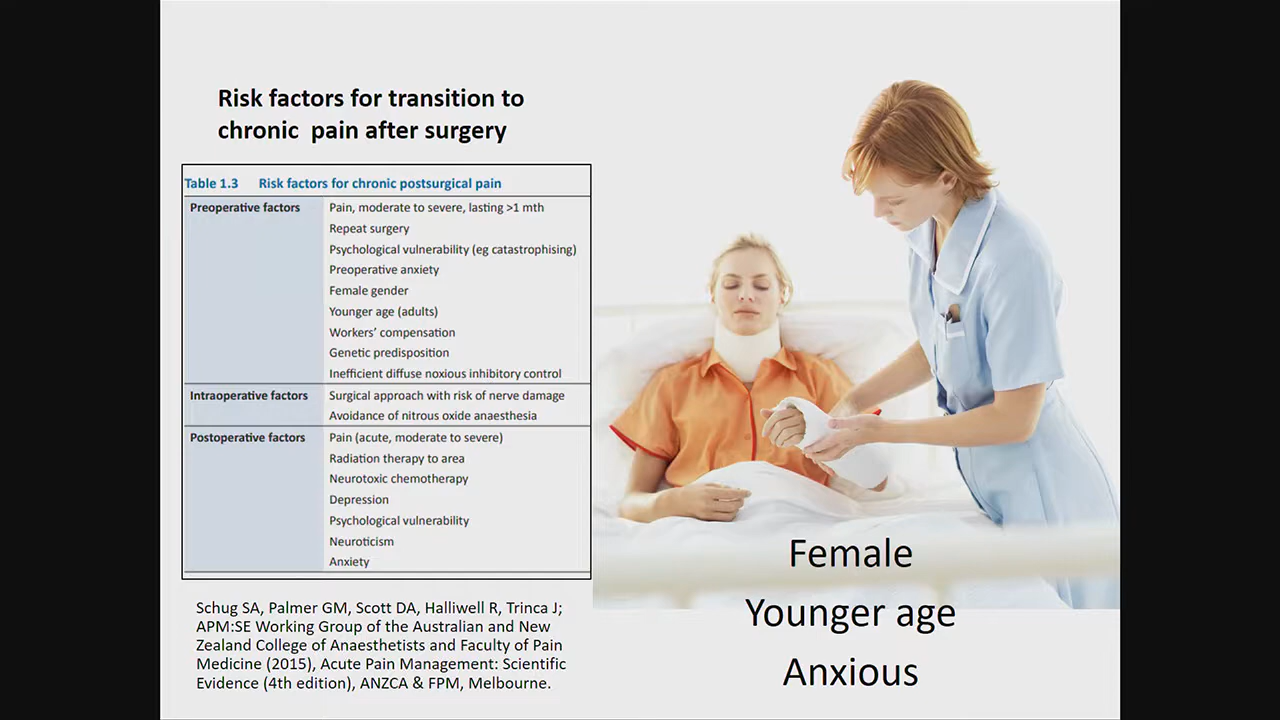 Risk factors for transition to
chronic pain after surgery
Table 1.3 Risk factors for chronic postsurgical pain
Preoperative factors Pain, moderate to severe, lasting >1 mth
Repeat surgery
Psychological vulnerability (eg catastrophising)
Preoperative anxiety
Female gender
Younger age (adults)
Workers' compensation
Genetic predisposition
Inefficient diffuse noxious inhibitory control
Intraoperative factors Surgical approach with risk of nerve damage
Avoidance of nitrous oxide anaesthesia
Postoperative factors Pain (acute, moderate to severe)
Radiation therapy to area
Neurotoxic chemotherapy
Depression
Psychological vulnerability
Neuroticism
Anxiety
Schug SA, Palmer GM, Scott DA, Halliwell R, Trinca J;
APM:SE Working Group of the Australian and New
Zealand College of Anaesthetists and Faculty of Pain
Medicine (2015), Acute Pain Management: Scientific
Evidence (4th edition), ANZCA & FPM, Melbourne.
Female
Younger age
Anxious